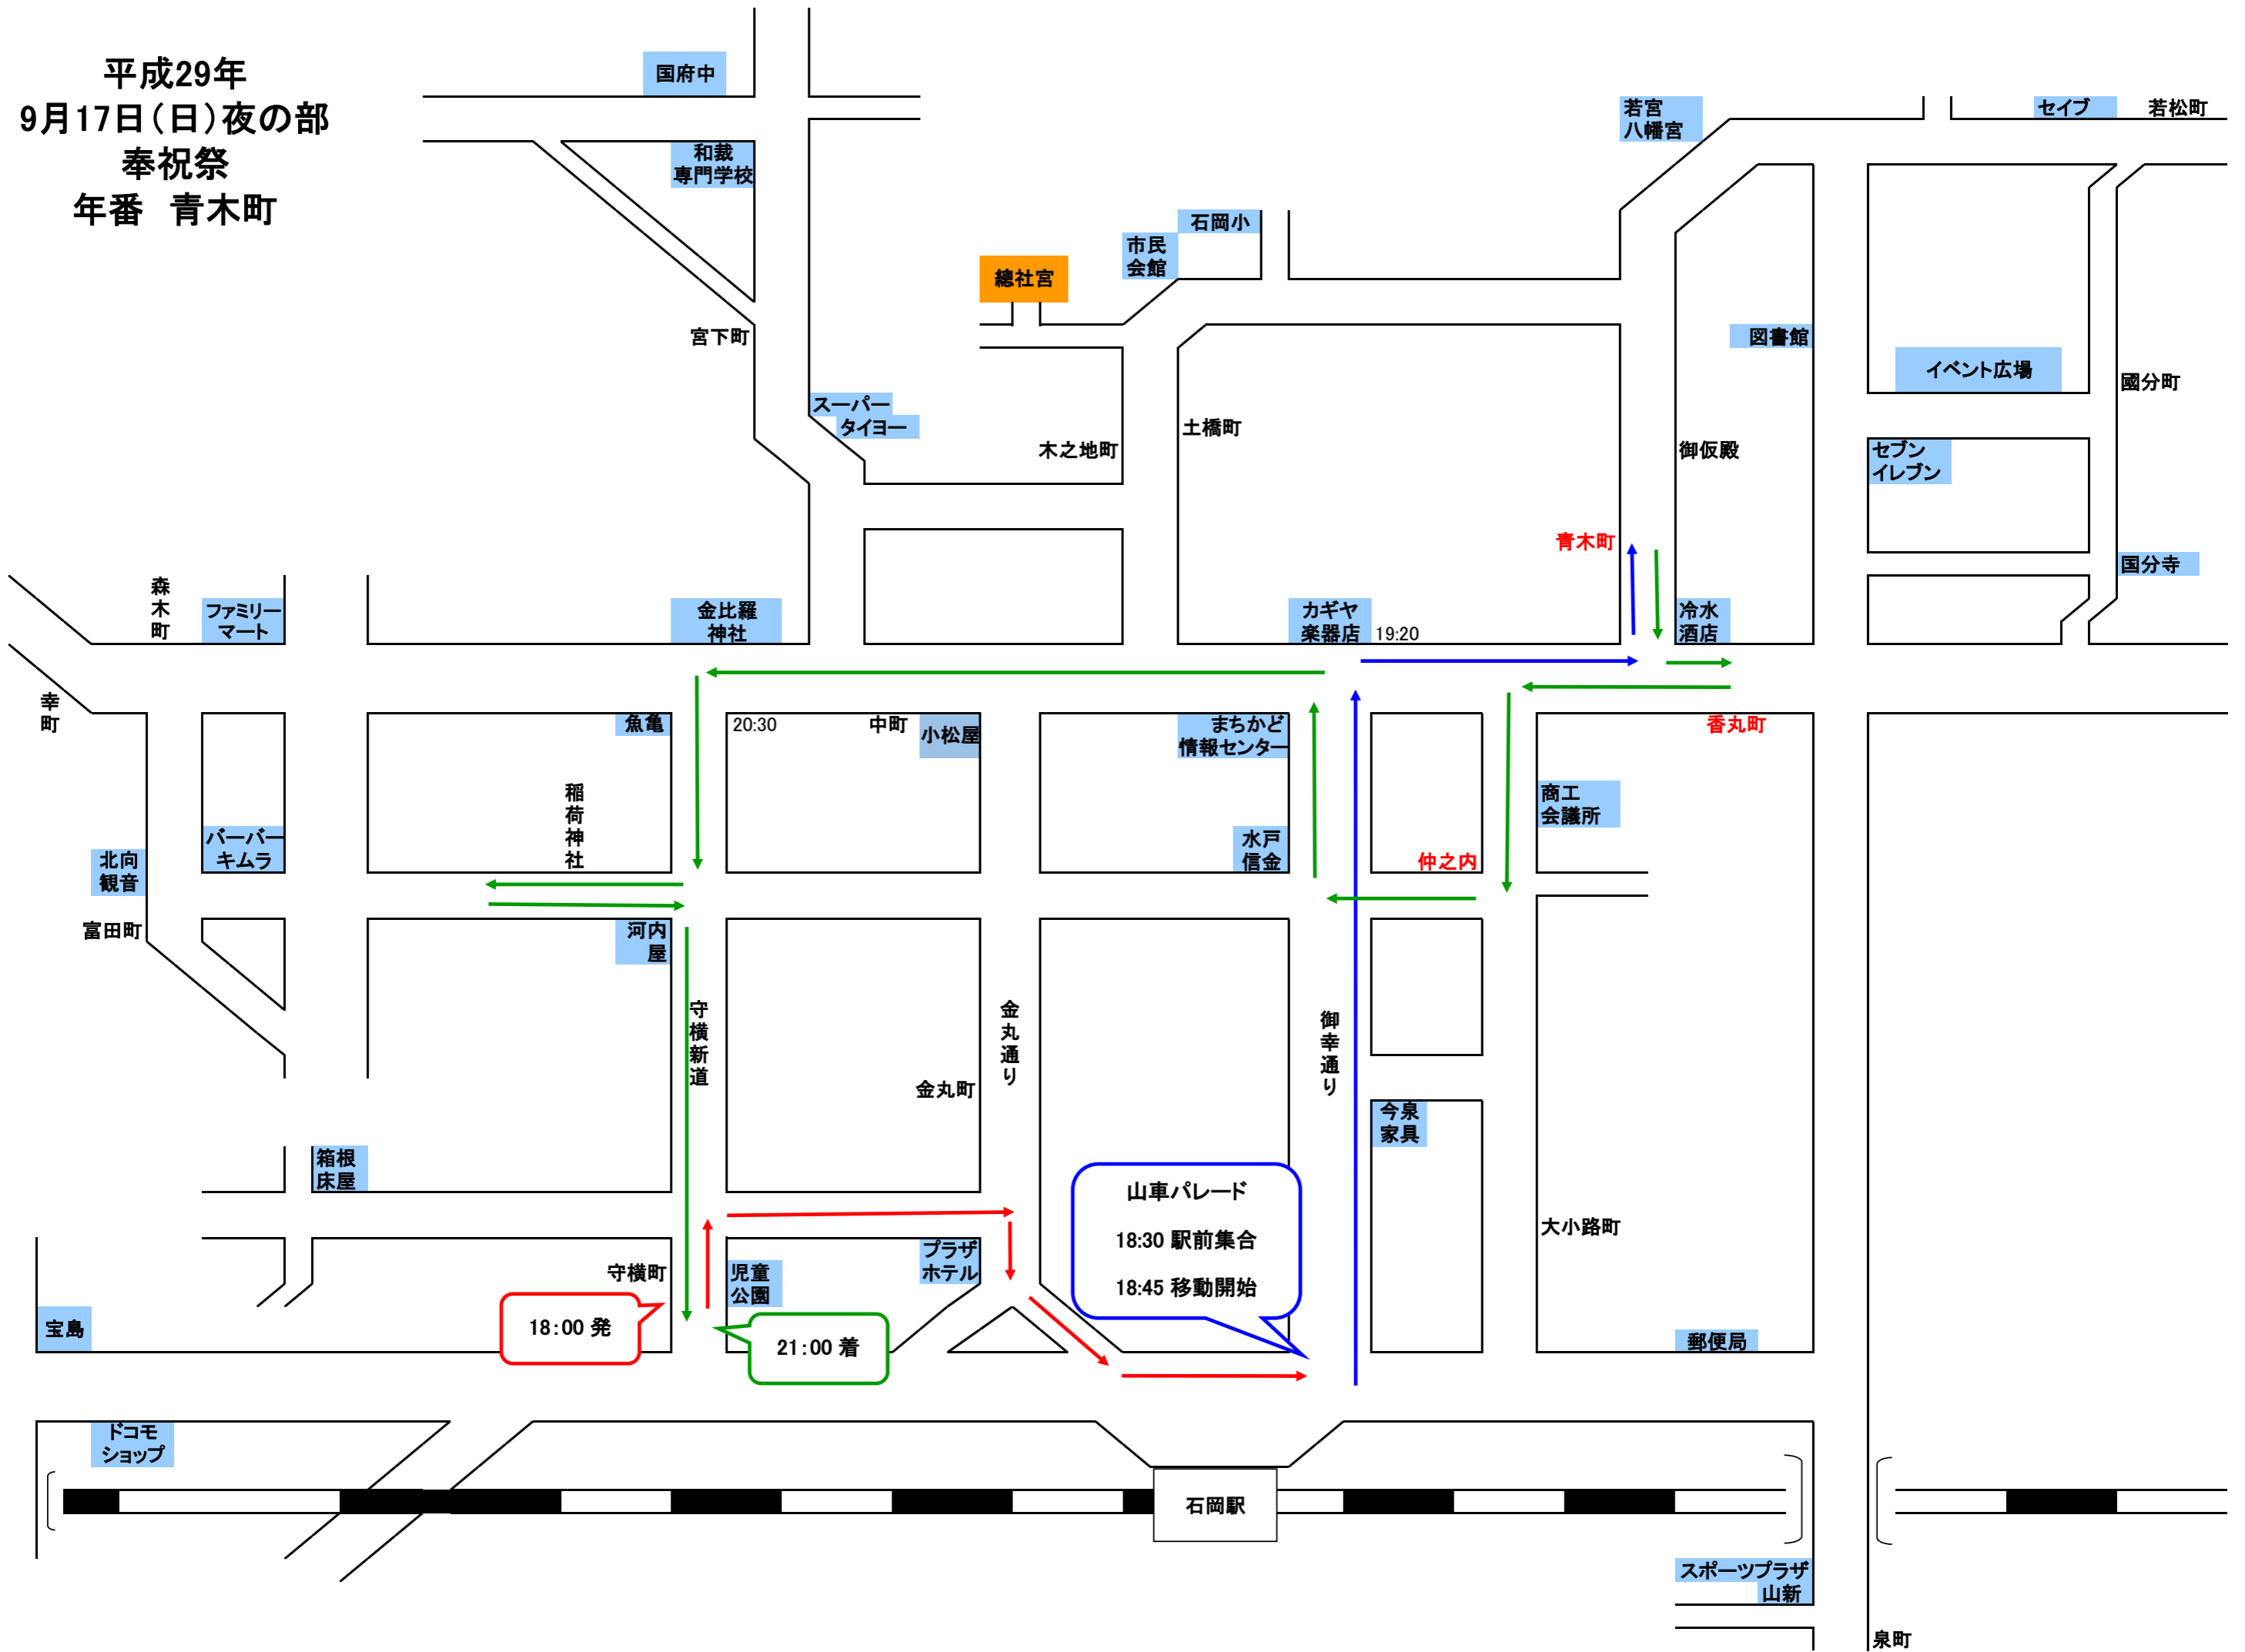 平成29年
9月17日(日)夜の部
奉祝祭
年番　青木町
国府中
和裁
専門学校
若宮
八幡宮
セイブ
若松町
石岡小
市民
会館
總社宮
宮下町
図書館
イベント広場
國分町
スーパー
タイヨー
木之地町
土橋町
御仮殿
セブン
イレブン
青木町
国分寺
森木町
ファミリー
マート
金比羅
神社
カギヤ
楽器店
19:20
冷水
酒店
幸町
魚亀
20:30
中町
小松屋
まちかど
情報センター
香丸町
稲荷神社
商工
会議所
バーバー
キムラ
北向
観音
水戸
信金
仲之内
富田町
河内
屋
守横新道
金丸通り
御幸通り
金丸町
今泉
家具
箱根
床屋
山車パレード
18:30 駅前集合
18:45 移動開始
大小路町
守横町
児童
公園
プラザ
ホテル
宝島
18:00 発
21:00 着
郵便局
ドコモ
ショップ
石岡駅
スポーツプラザ
山新
泉町